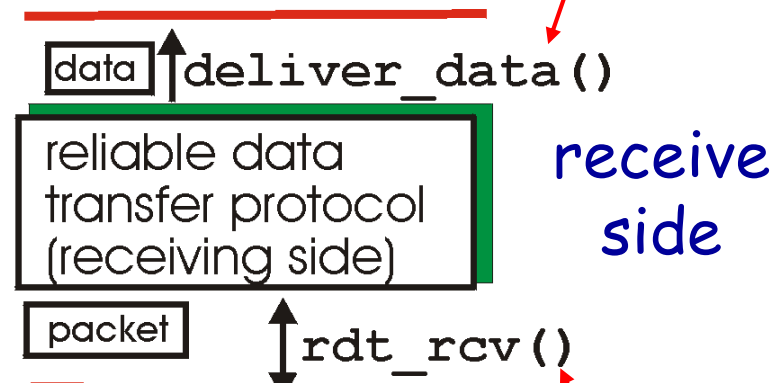 data deliver_data()
reliable data
transfer protocol
(receiving side)
receive
side
packet rdt_rcv()